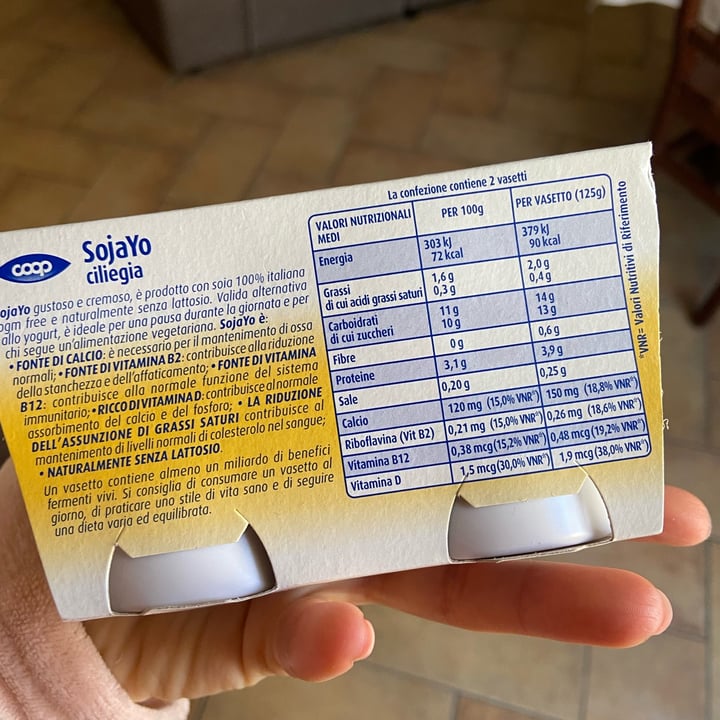 coop
SojaYo
ciliegia
ojaYo gustoso e cremoso, è prodotto con soia 100% italiana
ogm free e naturalmente senza lattosio. Valida alternativa
allo yogurt, è ideale per una pausa durante la giornata e per
chi segue un'alimentazione vegetariana. SojaYo è:
• FONTE DI CALCIO: è necessario per il mantenimento di ossa
normali; • FONTE DI VITAMINA B2: contribuisce alla riduzione
della stanchezza e dell'affaticamento; • FONTE DI VITAMINA
B12: contribuisce alla normale funzione del sistema
immunitario; • RICCO DI VITAMINA D: contribuisce al normale
assorbimento del calcio e del fosforo; • LA RIDUZIONE
DELL'ASSUNZIONE DI GRASSI SATURI contribuisce al
mantenimento di livelli normali di colesterolo nel sangue;
• NATURALMENTE SENZA LATTOSIO.
Un vasetto contiene almeno un miliardo di benefici
fermenti vivi. Si consiglia di consumare un vasetto al
giorno, di praticare uno stile di vita sano e di seguire
una dieta varia ed equilibrata.
La confezione contiene 2 vasetti
VALORI NUTRIZIONALI MEDI PER 100g PER VASETTO (125g)
Energia 303 kJ 379 kJ
72 kcal 90 kcal
Grassi 1,6 g 2,0 g
di cui acidi grassi saturi 0,3 g 0,4 g
Carboidrati 11 g 14 g
di cui zuccheri 10 g 13 g
Fibre 0 g 0,6 g
Proteine 3,1 g 3,9 g
Sale 0,20 g 0,25 g
Calcio 120 mg (15,0% VNR*) 150 mg (18,8% VNR*)
Riboflavina (Vit B2) 0,21 mg (15,0% VNR*) 0,26 mg (18,6% VNR*)
Vitamina B12 0,38 mcg (15,2% VNR*) 0,48 mcg (19,2% VNR*)
Vitamina D 1,5 mcg (30,0% VNR*) 1,9 mcg (38,0% VNR*)
*VNR= Valori Nutritivi di Riferimento